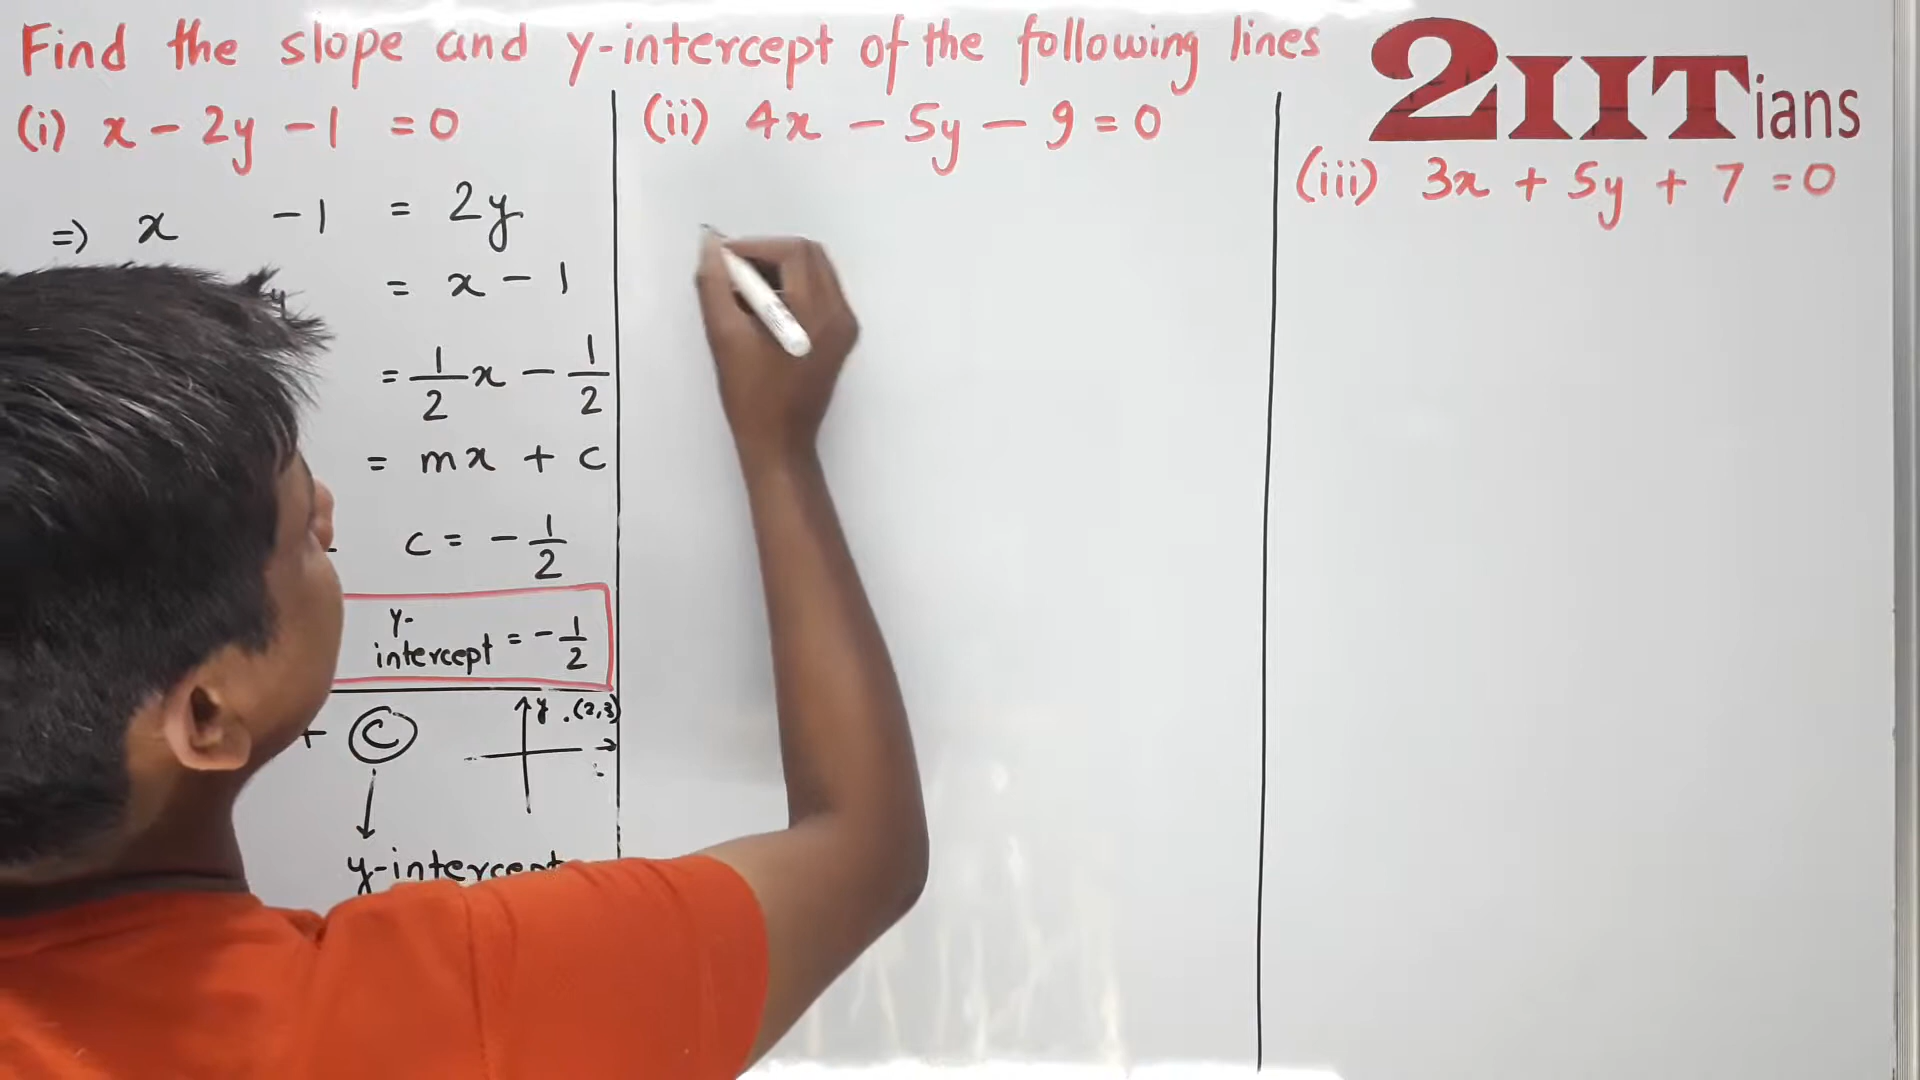 Find the slope and y-intercept of the following lines
2IITians
(i) x - 2y - 1 = 0
⇒ x - 1 = 2y
= x - 1
= 1/2 x - 1/2
= mx + c
c = - 1/2
y-intercept = - 1/2
+ C
y . (2,3)
y-intercept
(ii) 4x - 5y - 9 = 0
(iii) 3x + 5y + 7 = 0